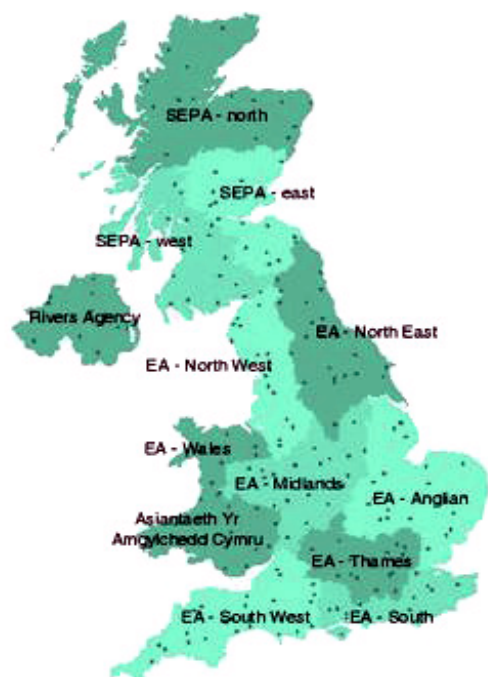 SEPA - north
SEPA - east
SEPA - west
Rivers Agency
EA - North East
EA - North West
EA - Wales
EA - Midlands
EA - Anglian
Asiantaeth Yr
Amgylchedd Cymru
EA - Thames
EA - South West
EA - South